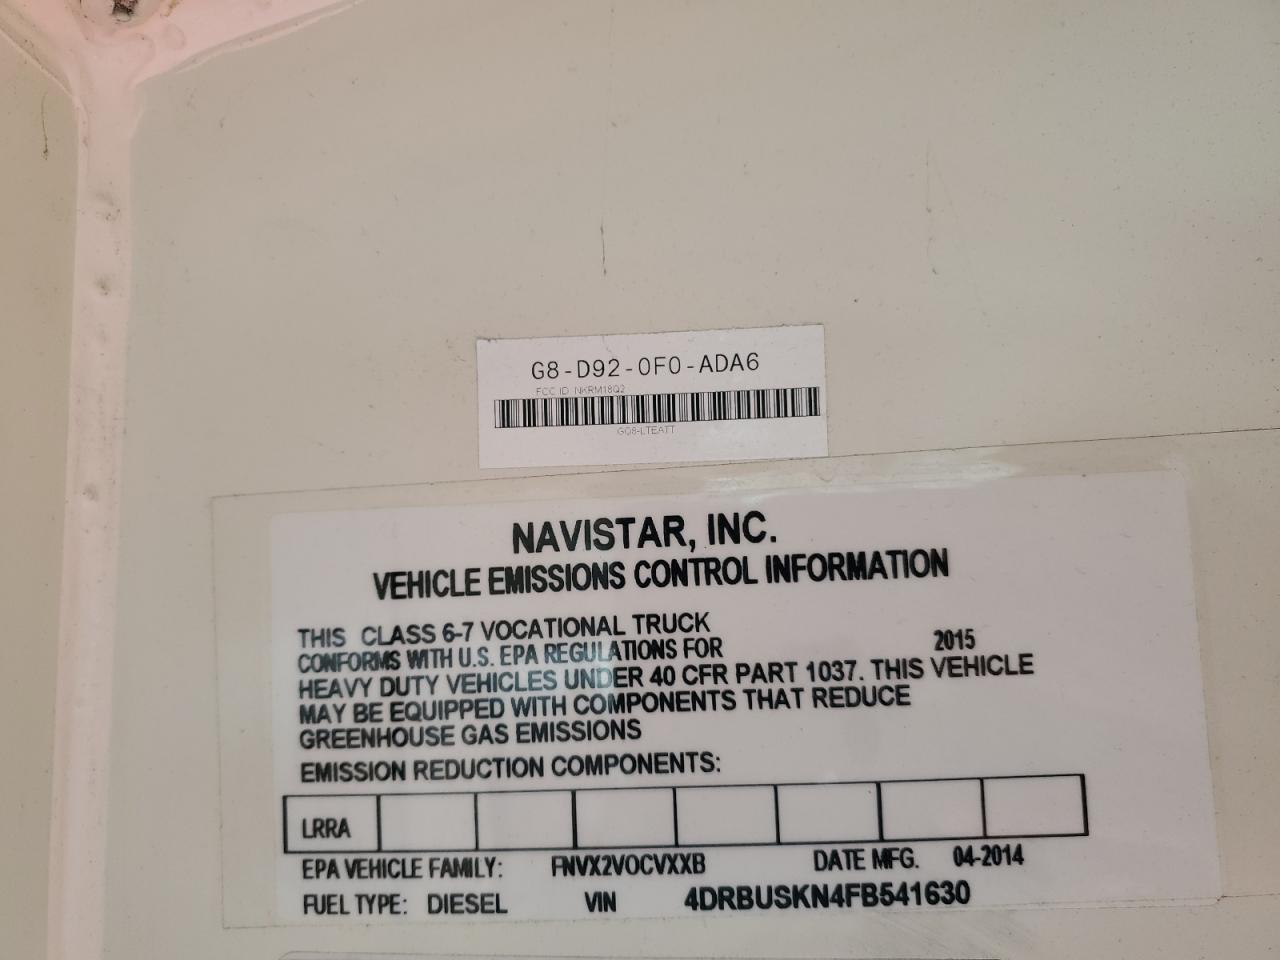 G8-D92-0F0-ADA6
FCC ID NKRM18Q2
GO8-LTEATT
NAVISTAR, INC.
VEHICLE EMISSIONS CONTROL INFORMATION
THIS CLASS 6-7 VOCATIONAL TRUCK
CONFORMS WITH U.S. EPA REGULATIONS FOR 2015
HEAVY DUTY VEHICLES UNDER 40 CFR PART 1037. THIS VEHICLE
MAY BE EQUIPPED WITH COMPONENTS THAT REDUCE
GREENHOUSE GAS EMISSIONS
EMISSION REDUCTION COMPONENTS:
LRRA
EPA VEHICLE FAMILY: FNVX2VOCVXXB DATE MFG. 04-2014
FUEL TYPE: DIESEL VIN 4DRBUSKN4FB541630